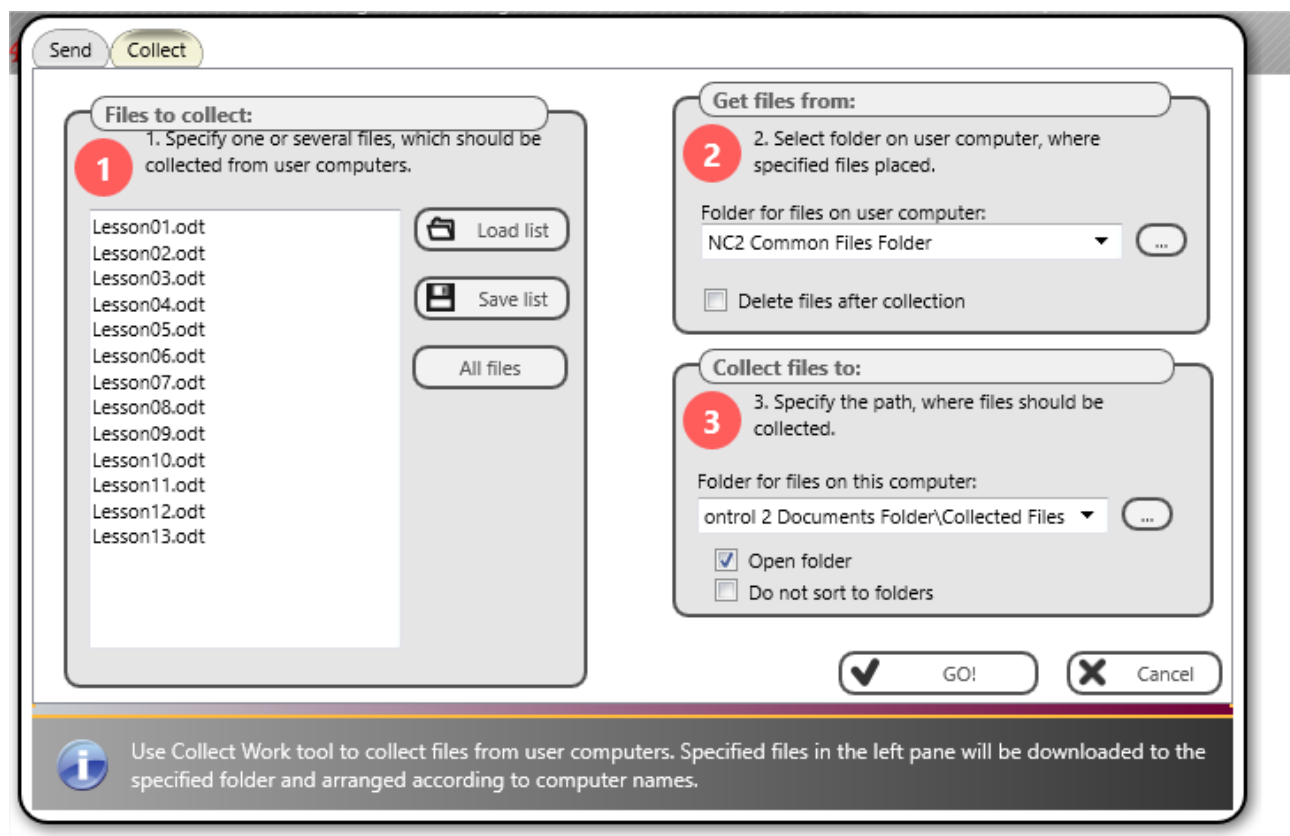 Send
Collect
Files to collect:
1
1. Specify one or several files, which should be
collected from user computers.
Lesson01.odt
Lesson02.odt
Lesson03.odt
Lesson04.odt
Lesson05.odt
Lesson06.odt
Lesson07.odt
Lesson08.odt
Lesson09.odt
Lesson10.odt
Lesson11.odt
Lesson12.odt
Lesson13.odt
Load list
Save list
All files
Get files from:
2
2. Select folder on user computer, where
specified files placed.
Folder for files on user computer:
NC2 Common Files Folder
...
Delete files after collection
Collect files to:
3
3. Specify the path, where files should be
collected.
Folder for files on this computer:
ontrol 2 Documents Folder\Collected Files
...
Open folder
Do not sort to folders
GO!
Cancel
Use Collect Work tool to collect files from user computers. Specified files in the left pane will be downloaded to the
specified folder and arranged according to computer names.